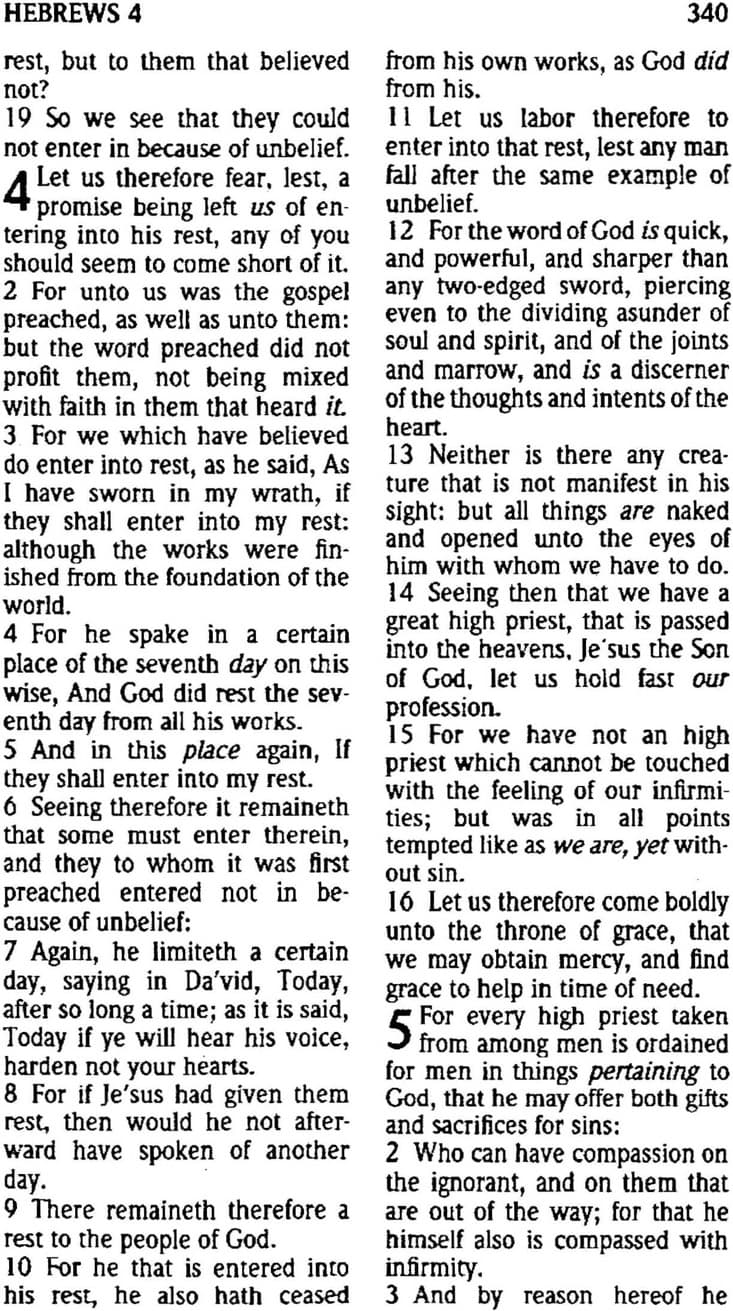 HEBREWS 4
340
rest, but to them that believed
not?
19 So we see that they could
not enter in because of unbelief.
4 Let us therefore fear, lest, a
promise being left us of en-
tering into his rest, any of you
should seem to come short of it.
2 For unto us was the gospel
preached, as well as unto them:
but the word preached did not
profit them, not being mixed
with faith in them that heard it.
3 For we which have believed
do enter into rest, as he said, As
I have sworn in my wrath, if
they shall enter into my rest:
although the works were fin-
ished from the foundation of the
world.
4 For he spake in a certain
place of the seventh day on this
wise, And God did rest the sev-
enth day from all his works.
5 And in this place again, If
they shall enter into my rest.
6 Seeing therefore it remaineth
that some must enter therein,
and they to whom it was first
preached entered not in be-
cause of unbelief:
7 Again, he limiteth a certain
day, saying in Da'vid, Today,
after so long a time; as it is said,
Today if ye will hear his voice,
harden not your hearts.
8 For if Je'sus had given them
rest, then would he not after-
ward have spoken of another
day.
9 There remaineth therefore a
rest to the people of God.
10 For he that is entered into
his rest, he also hath ceased
from his own works, as God did
from his.
11 Let us labor therefore to
enter into that rest, lest any man
fall after the same example of
unbelief.
12 For the word of God is quick,
and powerful, and sharper than
any two-edged sword, piercing
even to the dividing asunder of
soul and spirit, and of the joints
and marrow, and is a discerner
of the thoughts and intents of the
heart.
13 Neither is there any crea-
ture that is not manifest in his
sight: but all things are naked
and opened unto the eyes of
him with whom we have to do.
14 Seeing then that we have a
great high priest, that is passed
into the heavens, Je'sus the Son
of God, let us hold fast our
profession.
15 For we have not an high
priest which cannot be touched
with the feeling of our infirmi-
ties; but was in all points
tempted like as we are, yet with-
out sin.
16 Let us therefore come boldly
unto the throne of grace, that
we may obtain mercy, and find
grace to help in time of need.
5 For every high priest taken
from among men is ordained
for men in things pertaining to
God, that he may offer both gifts
and sacrifices for sins:
2 Who can have compassion on
the ignorant, and on them that
are out of the way; for that he
himself also is compassed with
infirmity.
3 And by reason hereof he